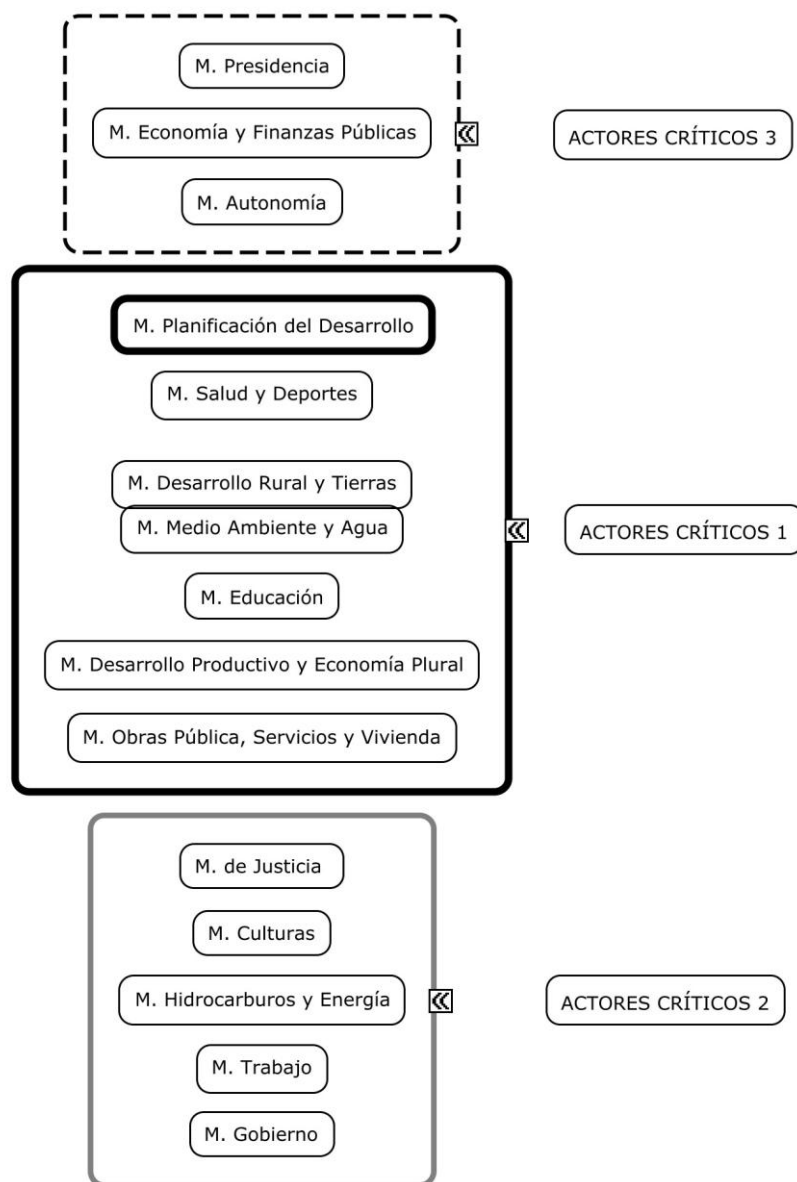 M. Presidencia
M. Economía y Finanzas Públicas
ACTORES CRÍTICOS 3
M. Autonomía
M. Planificación del Desarrollo
M. Salud y Deportes
M. Desarrollo Rural y Tierras
M. Medio Ambiente y Agua
ACTORES CRÍTICOS 1
M. Educación
M. Desarrollo Productivo y Economía Plural
M. Obras Pública, Servicios y Vivienda
M. de Justicia
M. Culturas
M. Hidrocarburos y Energía
ACTORES CRÍTICOS 2
M. Trabajo
M. Gobierno